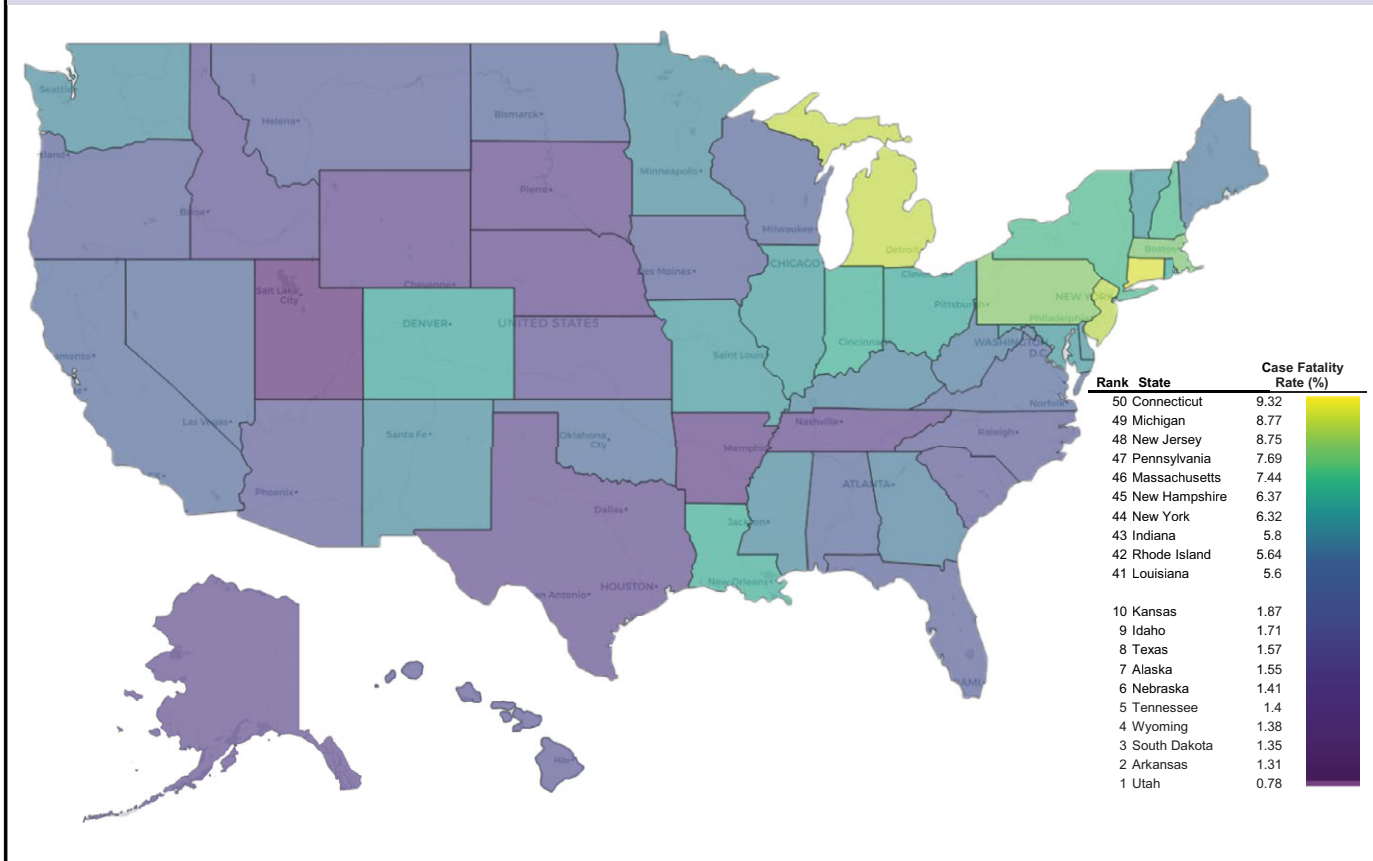 Seattle
tland
Helena
Bismarck
Boise
Pierre
Minneapolis
Milwaukee
Detroit
Boston
Salt Lake
City
Cheyenne
Des Moines
CHICAGO
Cleve
DENVER
UNITED STATES
Pittsburgh
NEW YORK
Philadelphia
mento
Saint Louis
Cincinna
WASHINGTON
D.C.
Las Vegas
Santa Fe
Oklahoma
City
Nashville
Norfolk
Raleigh
Memphis
Phoenix
Dallas
ATLANTA
Jackson
HOUSTON
an Antonio
New Orleans
IAMI
Hilo
Case Fatality
Rank State Rate (%)
50 Connecticut 9.32
49 Michigan 8.77
48 New Jersey 8.75
47 Pennsylvania 7.69
46 Massachusetts 7.44
45 New Hampshire 6.37
44 New York 6.32
43 Indiana 5.8
42 Rhode Island 5.64
41 Louisiana 5.6
10 Kansas 1.87
9 Idaho 1.71
8 Texas 1.57
7 Alaska 1.55
6 Nebraska 1.41
5 Tennessee 1.4
4 Wyoming 1.38
3 South Dakota 1.35
2 Arkansas 1.31
1 Utah 0.78